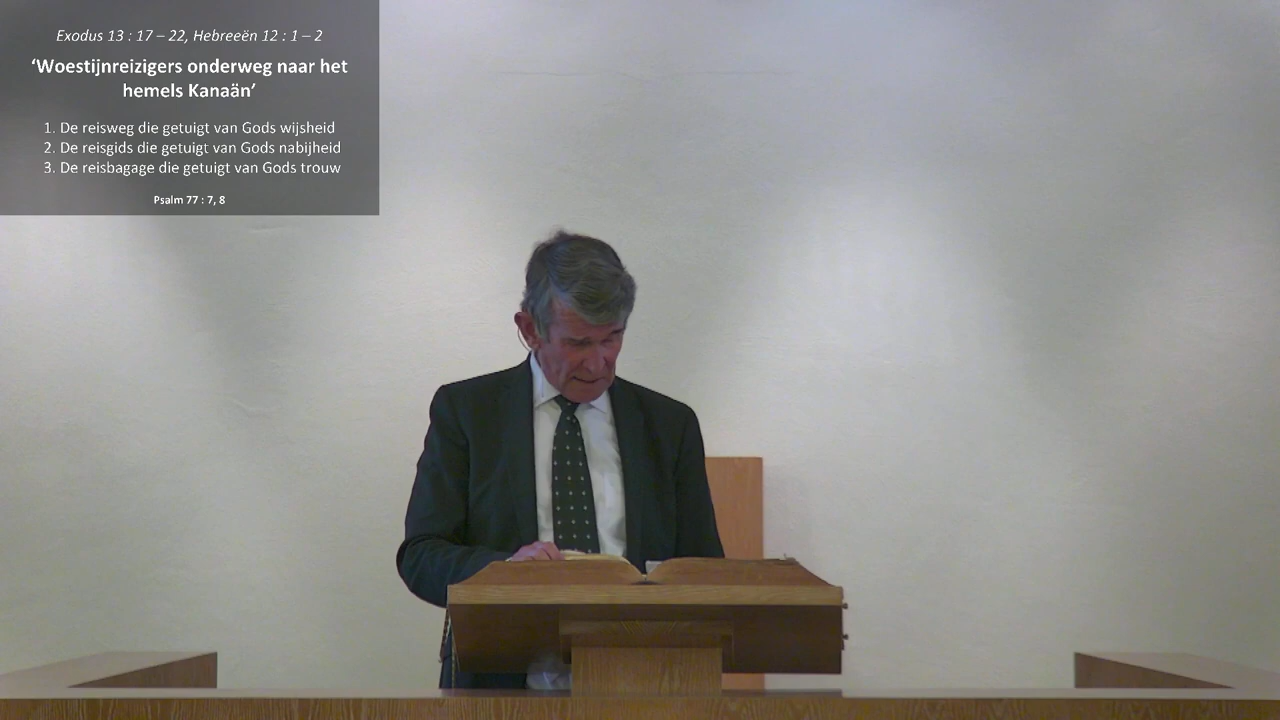 Exodus 13 : 17 – 22, Hebreeën 12 : 1 – 2
‘Woestijnreizigers onderweg naar het
hemels Kanaän’
1. De reisweg die getuigt van Gods wijsheid
2. De reisgids die getuigt van Gods nabijheid
3. De reisbagage die getuigt van Gods trouw
Psalm 77 : 7, 8